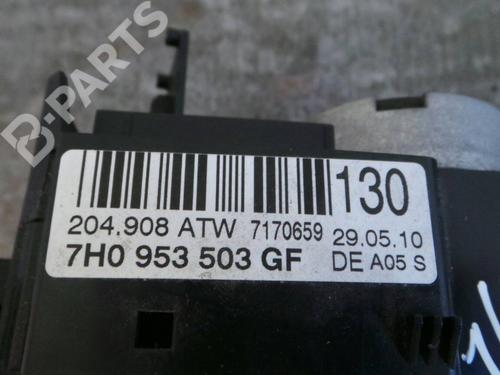 B-PARTS
130
204.908 ATW 7170659 29.05.10
7H0 953 503 GF DE A05 S